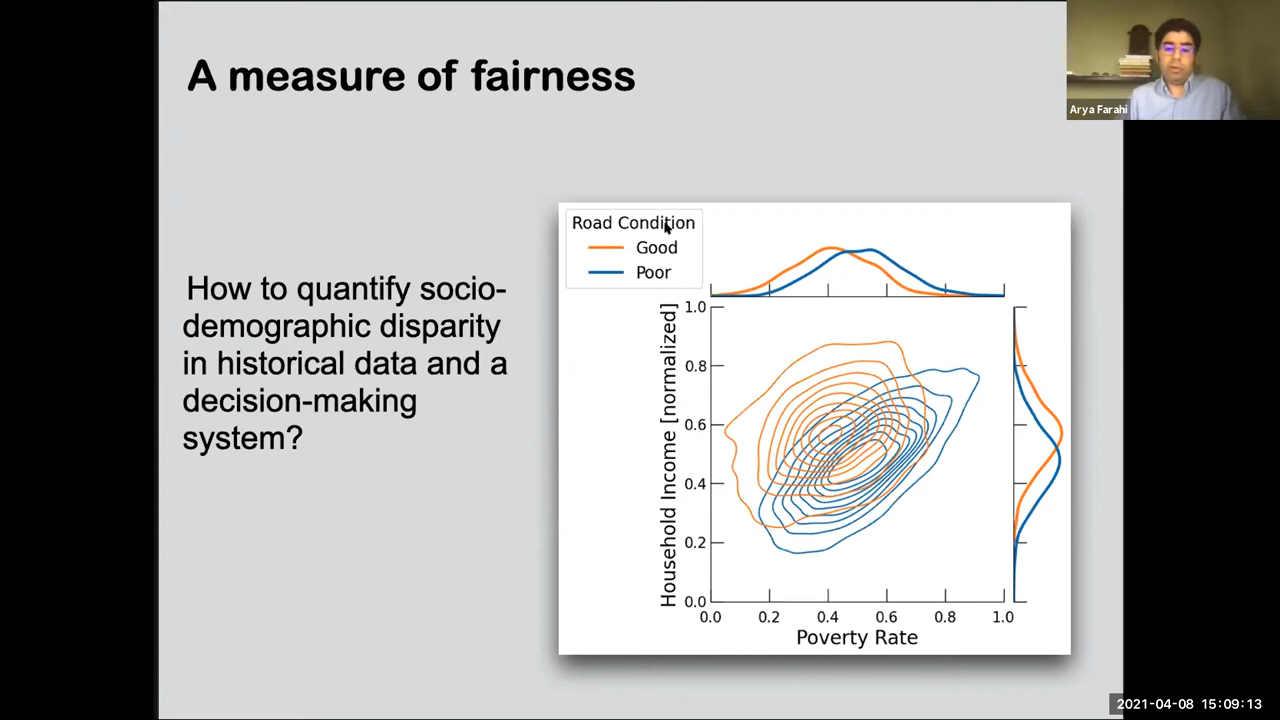 A measure of fairness
Arya Farahi
How to quantify socio-
demographic disparity
in historical data and a
decision-making
system?
Road Condition
Good
Poor
Household Income [normalized]
1.0
0.8
0.6
0.4
0.2
0.0
0.0 0.2 0.4 0.6 0.8 1.0
Poverty Rate
2021-04-08 15:09:13